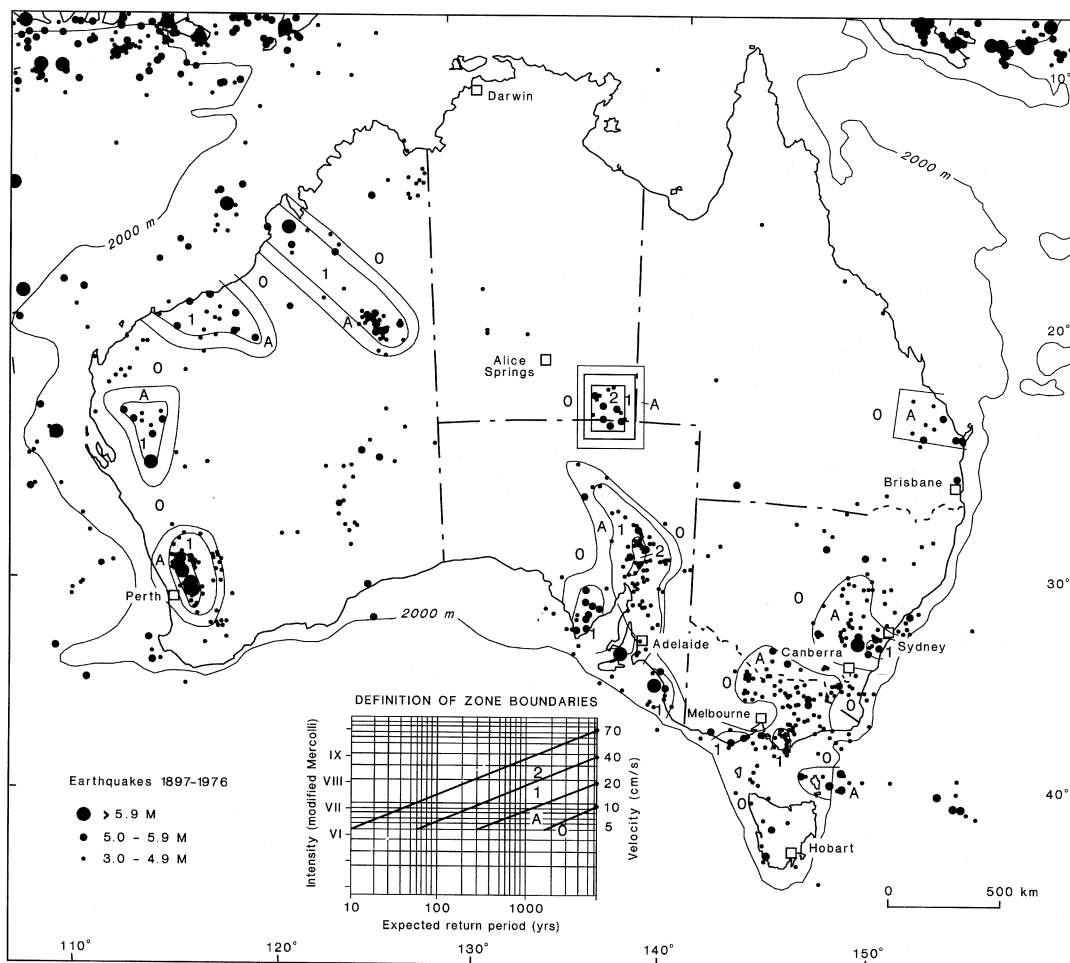 Darwin
10°
2000 m
2000 m
0
1
0
1
A
A
20°
0
Alice
Springs
A
0
2
1
A
0
A
1
Brisbane
0
A
1
0
A
1
2
0
Perth
30°
2000 m
1
0
A
Adelaide
Canberra
Sydney
1
A
0
0
1
Melbourne
1
1
0
A
0
Hobart
40°
DEFINITION OF ZONE BOUNDARIES
Intensity (modified Mercolli)
IX
VIII
VII
VI
2
1
A
0
70
40
20
10
5
Velocity (cm/s)
10
100
1000
Expected return period (yrs)
Earthquakes 1897-1976
> 5.9 M
5.0 - 5.9 M
3.0 - 4.9 M
0
500 km
110°
120°
130°
140°
150°